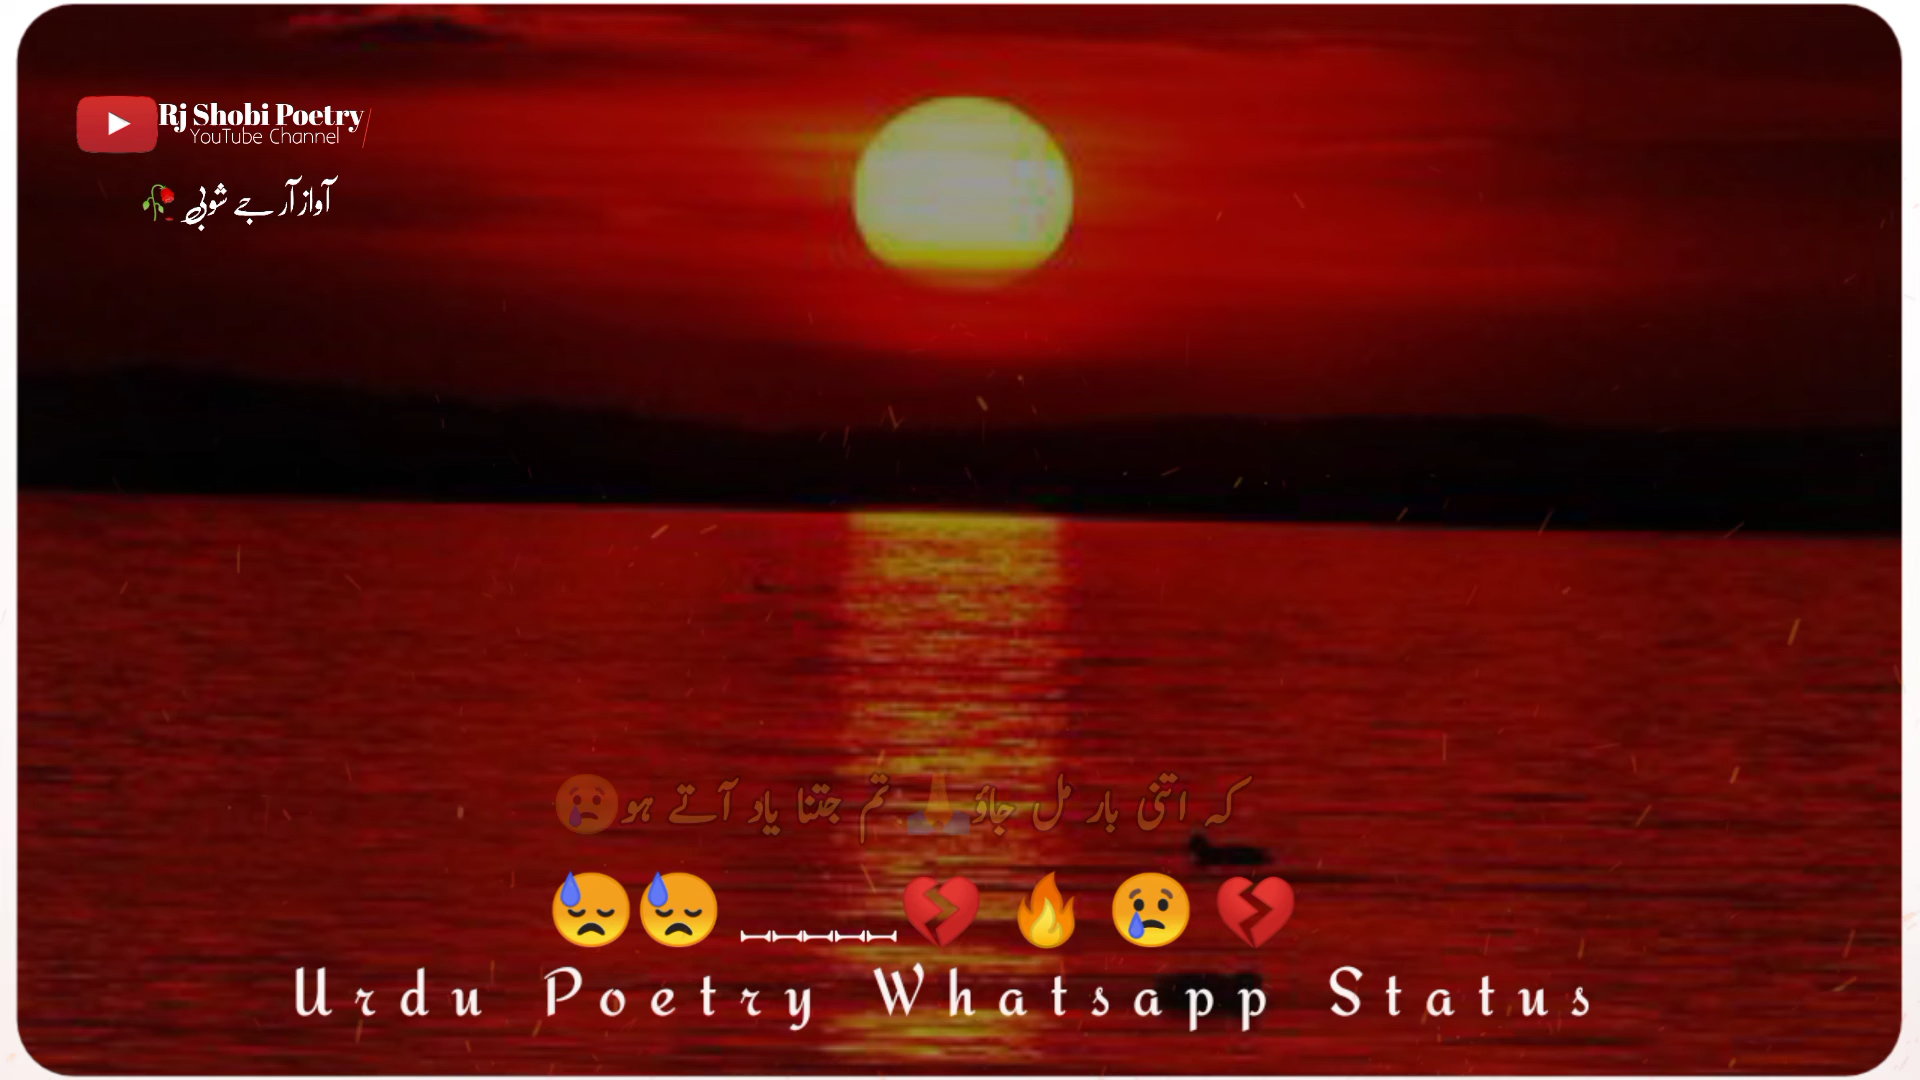 Rj Shobi Poetry
YouTube Channel
آواز آر جے شوبی 🥀
کہ اتنی بار مل جاؤ🙏 تم جتنا یاد آتے ہو😢
😓😓 _____💔 🔥 😢 💔
Urdu Poetry Whatsapp Status